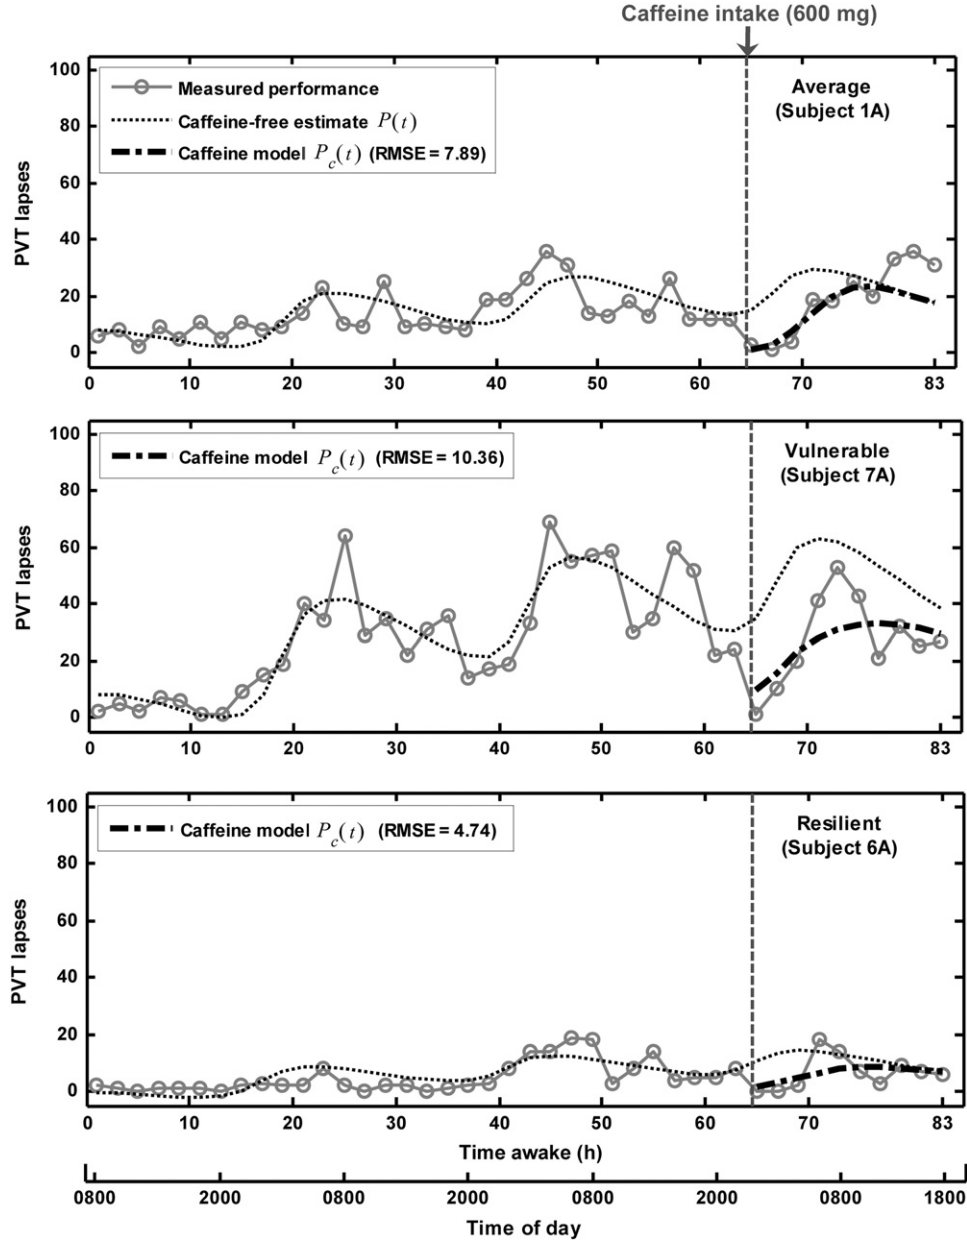 Caffeine intake (600 mg)
100
80
60
40
20
0
PVT lapses
Measured performance
Caffeine-free estimate P(t)
Caffeine model P_c(t) (RMSE = 7.89)
Average
(Subject 1A)
0 10 20 30 40 50 60 70 83
100
80
60
40
20
0
PVT lapses
Caffeine model P_c(t) (RMSE = 10.36)
Vulnerable
(Subject 7A)
0 20 30 40 50 60 70 83
100
80
60
40
20
0
PVT lapses
Caffeine model P_c(t) (RMSE = 4.74)
Resilient
(Subject 6A)
0 10 20 30 40 50 60 70 83
Time awake (h)
0800 2000 0800 2000 0800 2000 0800 1800
Time of day